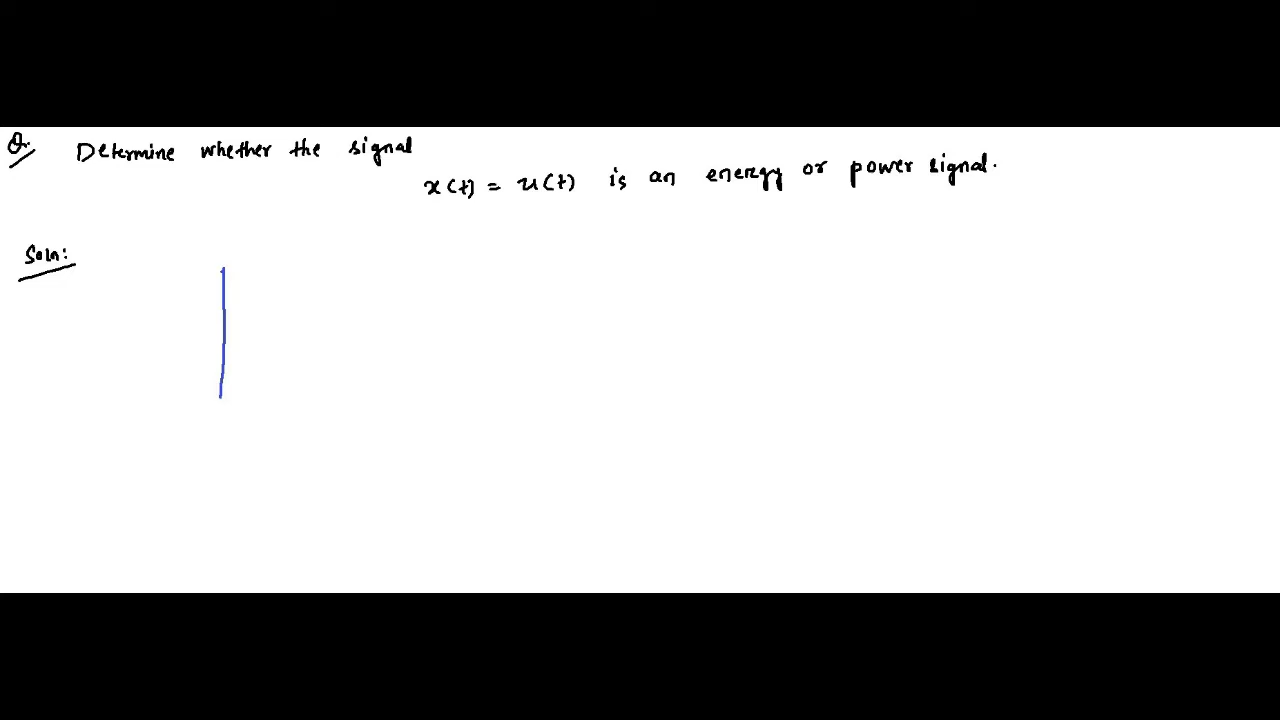 Q. Determine whether the signal
x(t) = u(t) is an energy or power signal.
Soln: